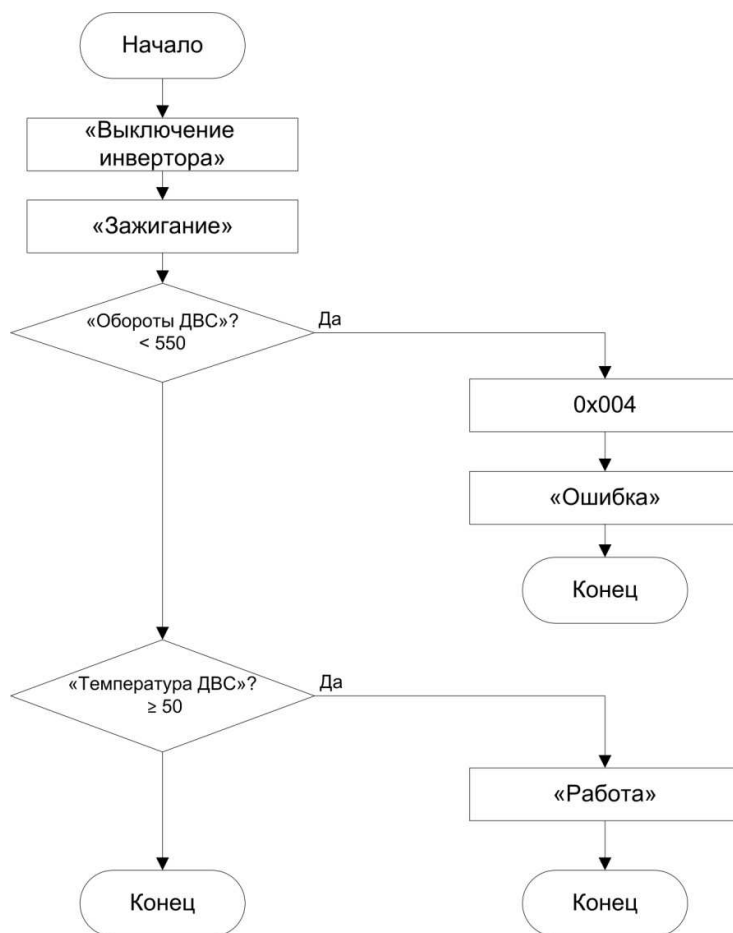 Начало
«Выключение
инвертора»
«Зажигание»
«Обороты ДВС»?
< 550
Да
0x004
«Ошибка»
Конец
«Температура ДВС»?
≥ 50
Да
«Работа»
Конец
Конец